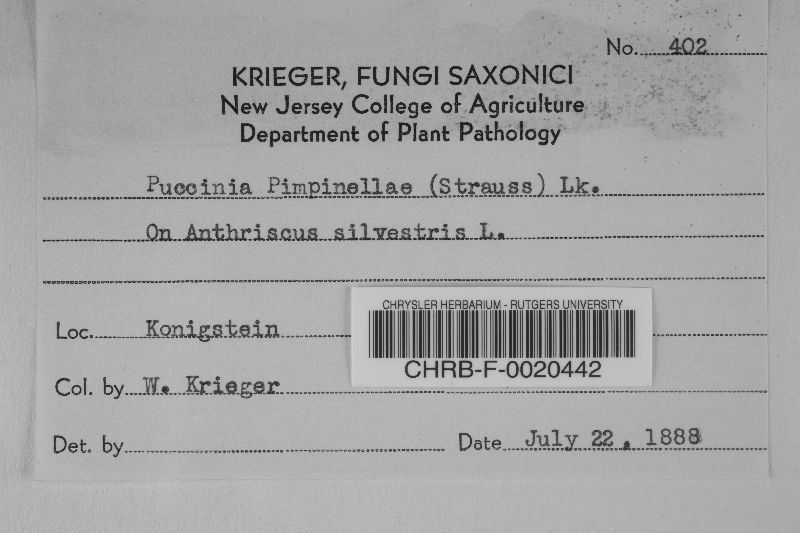 No. 402
KRIEGER, FUNGI SAXONICI
New Jersey College of Agriculture
Department of Plant Pathology
Puccinia Pimpinellae (Strauss) Lk.
On Anthriscus silvestris L.
CHRYSLER HERBARIUM - RUTGERS UNIVERSITY
Loc. Konigstein
CHRB-F-0020442
Col. by W. Krieger
Det. by
Date July 22, 1888